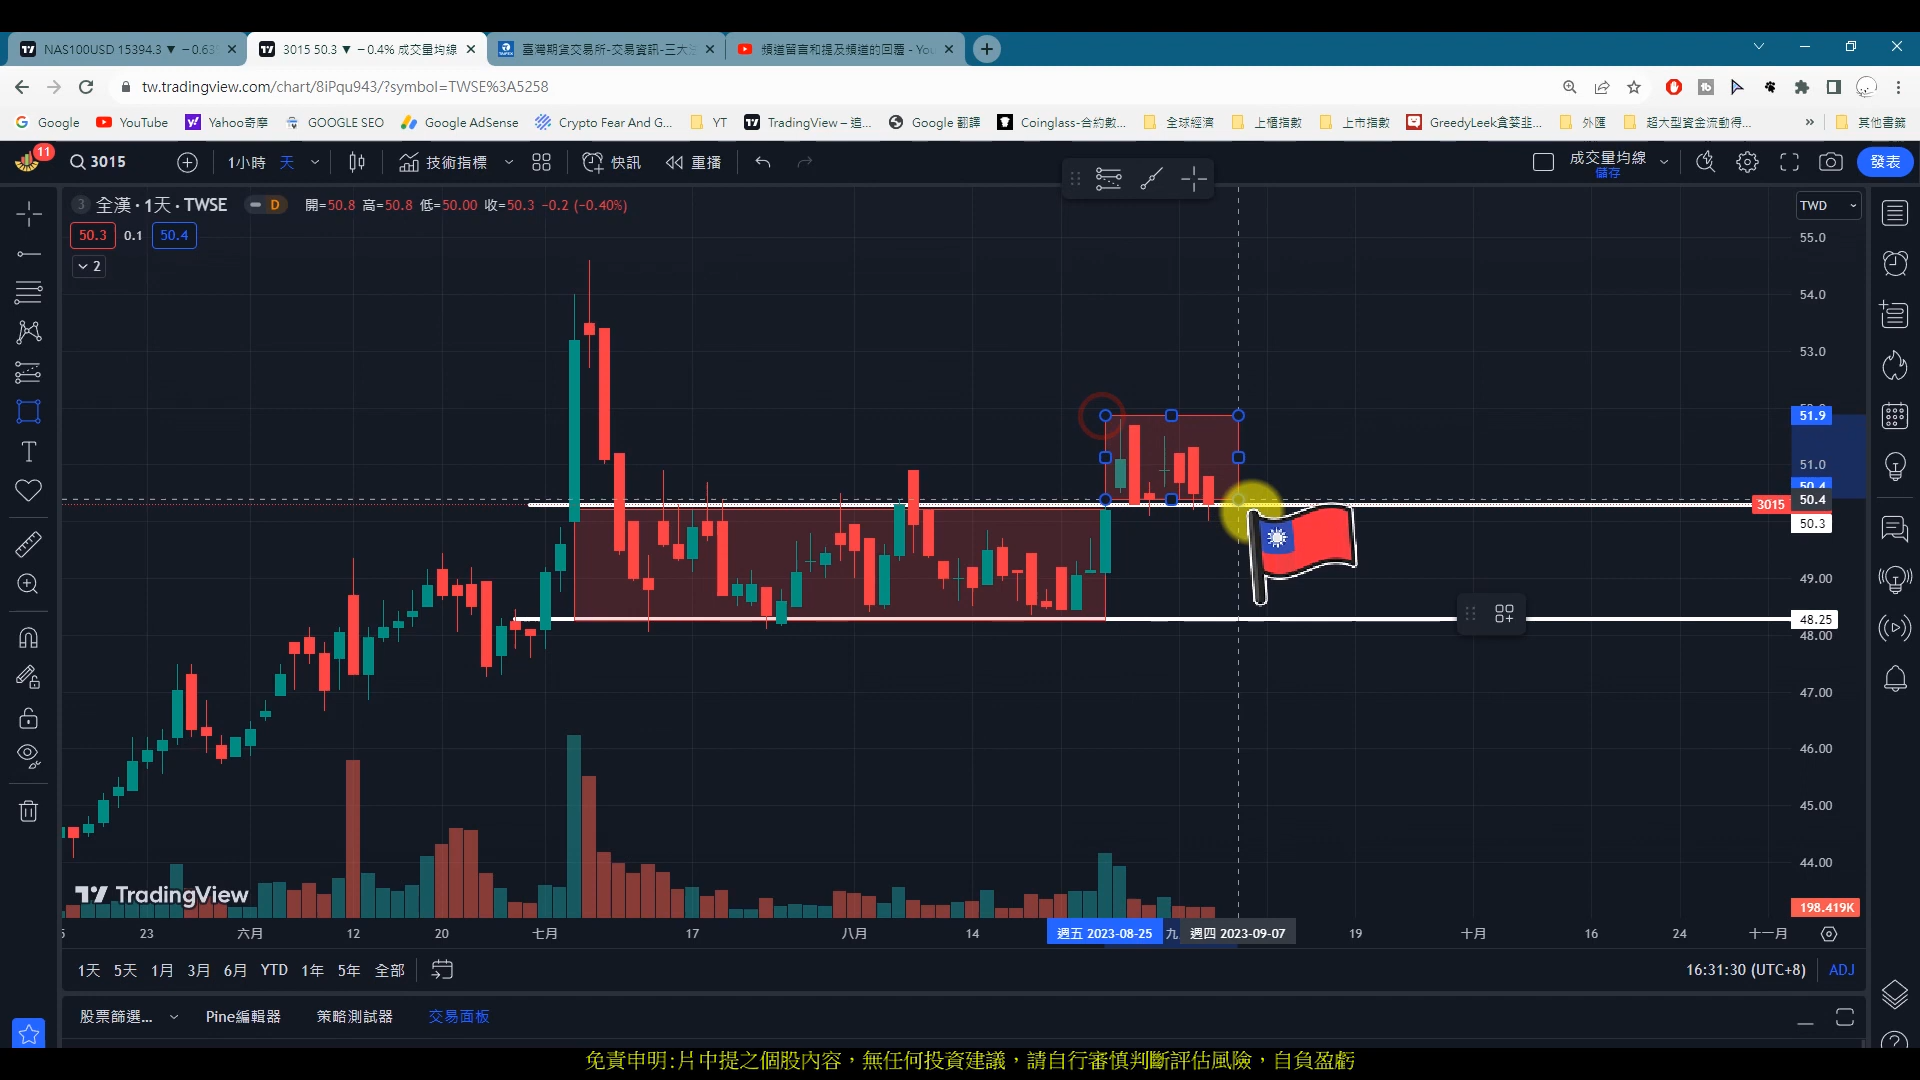 NAS100USD 15394.3 ▼ −0.63
3015 50.3 ▼ −0.4% 成交量均線
臺灣期貨交易所-交易資訊-三大
頻道留言和提及頻道的回覆 - You
tw.tradingview.com/chart/8iPqu943/?symbol=TWSE%3A5258
Google
YouTube
Yahoo奇摩
GOOGLE SEO
Google AdSense
Crypto Fear And G...
YT
TradingView – 追...
Google 翻譯
Coinglass-合約數...
全球經濟
上櫃指數
上市指數
GreedyLeek貪婪韭...
外匯
超大型資金流動得...
»
其他書籤
11
3015
1小時
天
技術指標
快訊
重播
成交量均線
儲存
發表
3 全漢 · 1天 · TWSE
D
開=50.8 高=50.8 低=50.00 收=50.3 −0.2 (−0.40%)
50.3
0.1
50.4
2
TWD
55.0
54.0
53.0
51.9
51.0
50.4
3015
50.3
49.00
48.25
48.00
47.00
46.00
45.00
44.00
198.419K
TradingView
23
六月
12
20
七月
17
八月
14
週五 2023-08-25
九
週四 2023-09-07
19
十月
16
24
十一月
1天
5天
1月
3月
6月
YTD
1年
5年
全部
16:31:30 (UTC+8)
ADJ
股票篩選...
Pine編輯器
策略測試器
交易面板
免責申明:片中提之個股內容，無任何投資建議，請自行審慎判斷評估風險，自負盈虧